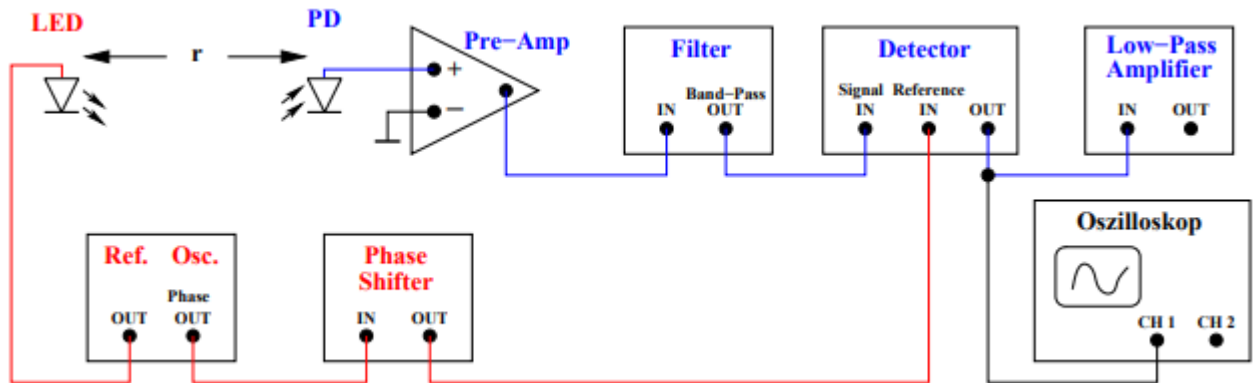 LED
r
PD
Pre−Amp
+
−
Filter
Band−Pass
IN OUT
Detector
Signal Reference
IN IN OUT
Low−Pass
Amplifier
IN OUT
Ref. Osc.
Phase
OUT OUT
Phase
Shifter
IN OUT
Oszilloskop
CH 1 CH 2